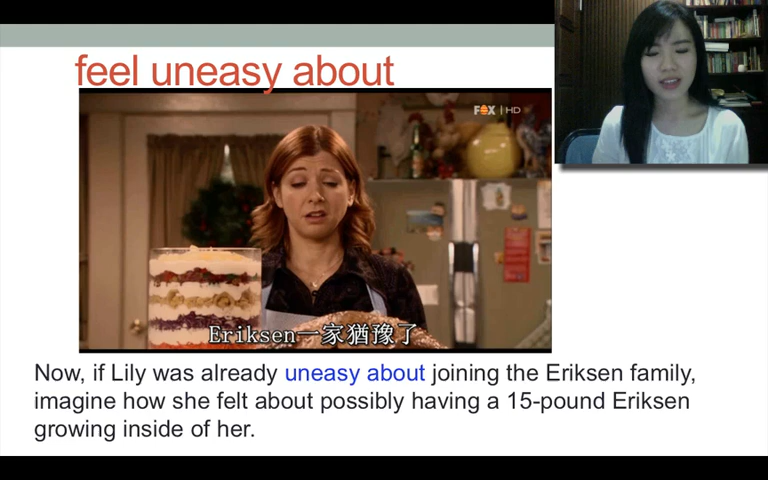 feel uneasy about
FOX HD
Eriksen一家猶豫了
Now, if Lily was already uneasy about joining the Eriksen family,
imagine how she felt about possibly having a 15-pound Eriksen
growing inside of her.